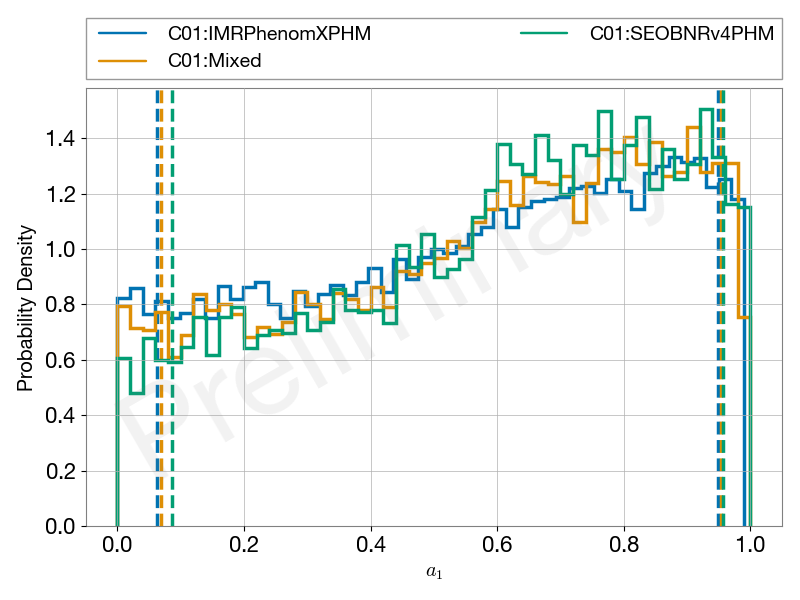 C01:IMRPhenomXPHM
C01:Mixed
C01:SEOBNRv4PHM
Preliminary
Probability Density
1.4
1.2
1.0
0.8
0.6
0.4
0.2
0.0
0.0 0.2 0.4 0.6 0.8 1.0
a1